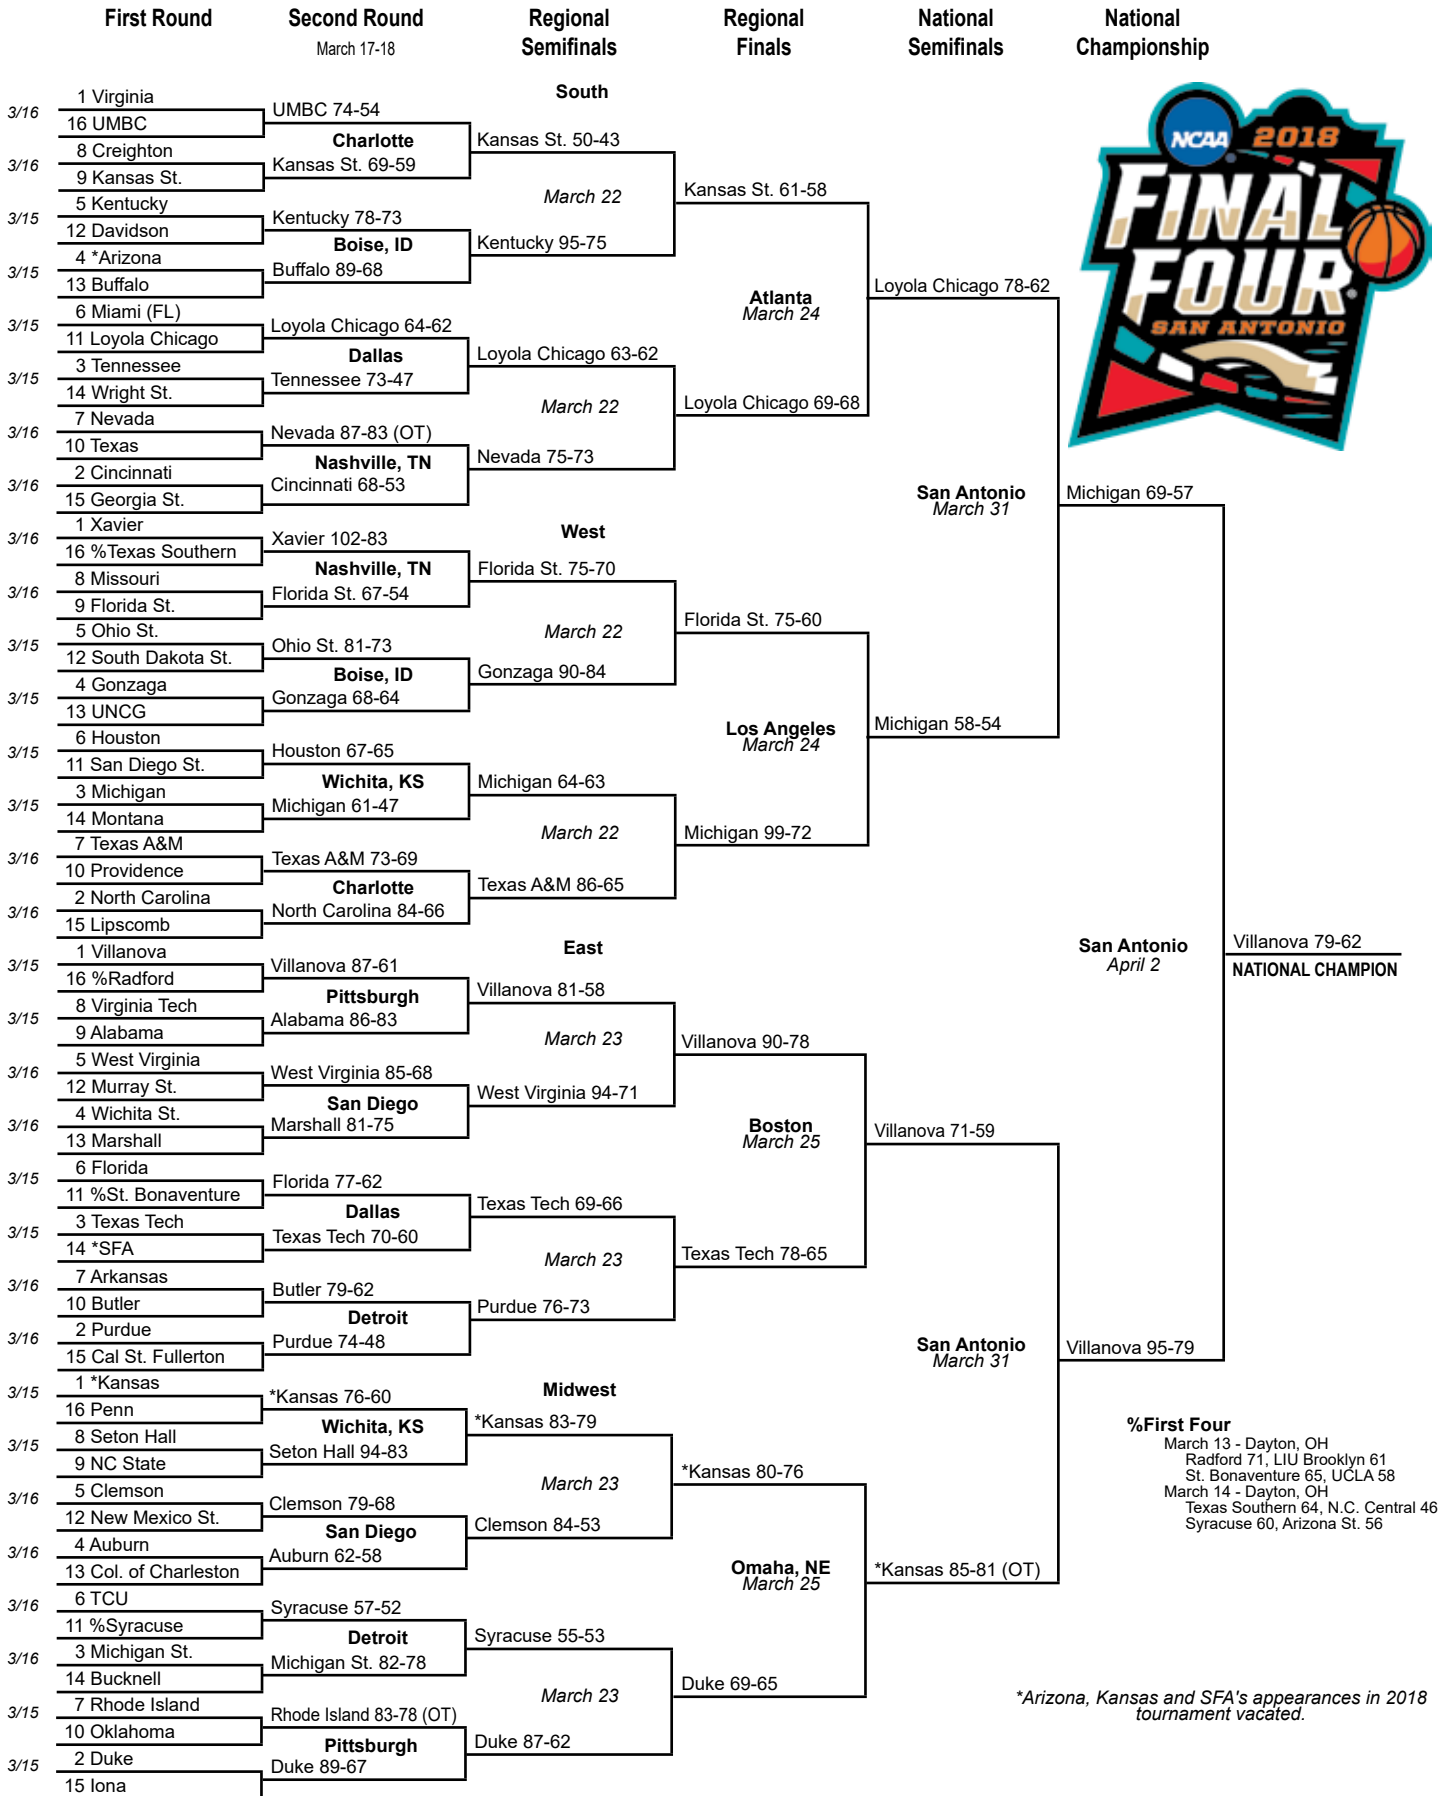 First Round
Second Round
March 17-18
Regional
Semifinals
Regional
Finals
National
Semifinals
National
Championship
NCAA 2018
FINAL
FOUR
SAN ANTONIO
South
3/16
1 Virginia
16 UMBC
UMBC 74-54
Charlotte
3/16
8 Creighton
9 Kansas St.
Kansas St. 69-59
Kansas St. 50-43
March 22
3/15
5 Kentucky
12 Davidson
Kentucky 78-73
Boise, ID
3/15
4 *Arizona
13 Buffalo
Buffalo 89-68
Kentucky 95-75
Kansas St. 61-58
Atlanta
March 24
3/15
6 Miami (FL)
11 Loyola Chicago
Loyola Chicago 64-62
Dallas
3/15
3 Tennessee
14 Wright St.
Tennessee 73-47
Loyola Chicago 63-62
March 22
3/16
7 Nevada
10 Texas
Nevada 87-83 (OT)
Nashville, TN
3/16
2 Cincinnati
15 Georgia St.
Cincinnati 68-53
Nevada 75-73
Loyola Chicago 69-68
Loyola Chicago 78-62
San Antonio
March 31
Michigan 69-57
West
3/16
1 Xavier
16 %Texas Southern
Xavier 102-83
Nashville, TN
3/16
8 Missouri
9 Florida St.
Florida St. 67-54
Florida St. 75-70
March 22
3/15
5 Ohio St.
12 South Dakota St.
Ohio St. 81-73
Boise, ID
3/15
4 Gonzaga
13 UNCG
Gonzaga 68-64
Gonzaga 90-84
Florida St. 75-60
Los Angeles
March 24
Michigan 58-54
3/15
6 Houston
11 San Diego St.
Houston 67-65
Wichita, KS
3/15
3 Michigan
14 Montana
Michigan 61-47
Michigan 64-63
March 22
3/16
7 Texas A&M
10 Providence
Texas A&M 73-69
Charlotte
3/16
2 North Carolina
15 Lipscomb
North Carolina 84-66
Texas A&M 86-65
Michigan 99-72
San Antonio
April 2
Villanova 79-62
NATIONAL CHAMPION
East
3/15
1 Villanova
16 %Radford
Villanova 87-61
Pittsburgh
3/15
8 Virginia Tech
9 Alabama
Alabama 86-83
Villanova 81-58
March 23
3/16
5 West Virginia
12 Murray St.
West Virginia 85-68
San Diego
3/16
4 Wichita St.
13 Marshall
Marshall 81-75
West Virginia 94-71
Villanova 90-78
Boston
March 25
Villanova 71-59
3/15
6 Florida
11 %St. Bonaventure
Florida 77-62
Dallas
3/15
3 Texas Tech
14 *SFA
Texas Tech 70-60
Texas Tech 69-66
March 23
3/16
7 Arkansas
10 Butler
Butler 79-62
Detroit
3/16
2 Purdue
15 Cal St. Fullerton
Purdue 74-48
Purdue 76-73
Texas Tech 78-65
San Antonio
March 31
Villanova 95-79
Midwest
3/15
1 *Kansas
16 Penn
*Kansas 76-60
Wichita, KS
3/15
8 Seton Hall
9 NC State
Seton Hall 94-83
*Kansas 83-79
March 23
3/16
5 Clemson
12 New Mexico St.
Clemson 79-68
San Diego
3/16
4 Auburn
13 Col. of Charleston
Auburn 62-58
Clemson 84-53
*Kansas 80-76
Omaha, NE
March 25
*Kansas 85-81 (OT)
3/16
6 TCU
11 %Syracuse
Syracuse 57-52
Detroit
3/16
3 Michigan St.
14 Bucknell
Michigan St. 82-78
Syracuse 55-53
March 23
3/15
7 Rhode Island
10 Oklahoma
Rhode Island 83-78 (OT)
Pittsburgh
3/15
2 Duke
15 Iona
Duke 89-67
Duke 87-62
Duke 69-65
%First Four
March 13 - Dayton, OH
Radford 71, LIU Brooklyn 61
St. Bonaventure 65, UCLA 58
March 14 - Dayton, OH
Texas Southern 64, N.C. Central 46
Syracuse 60, Arizona St. 56
*Arizona, Kansas and SFA's appearances in 2018
tournament vacated.